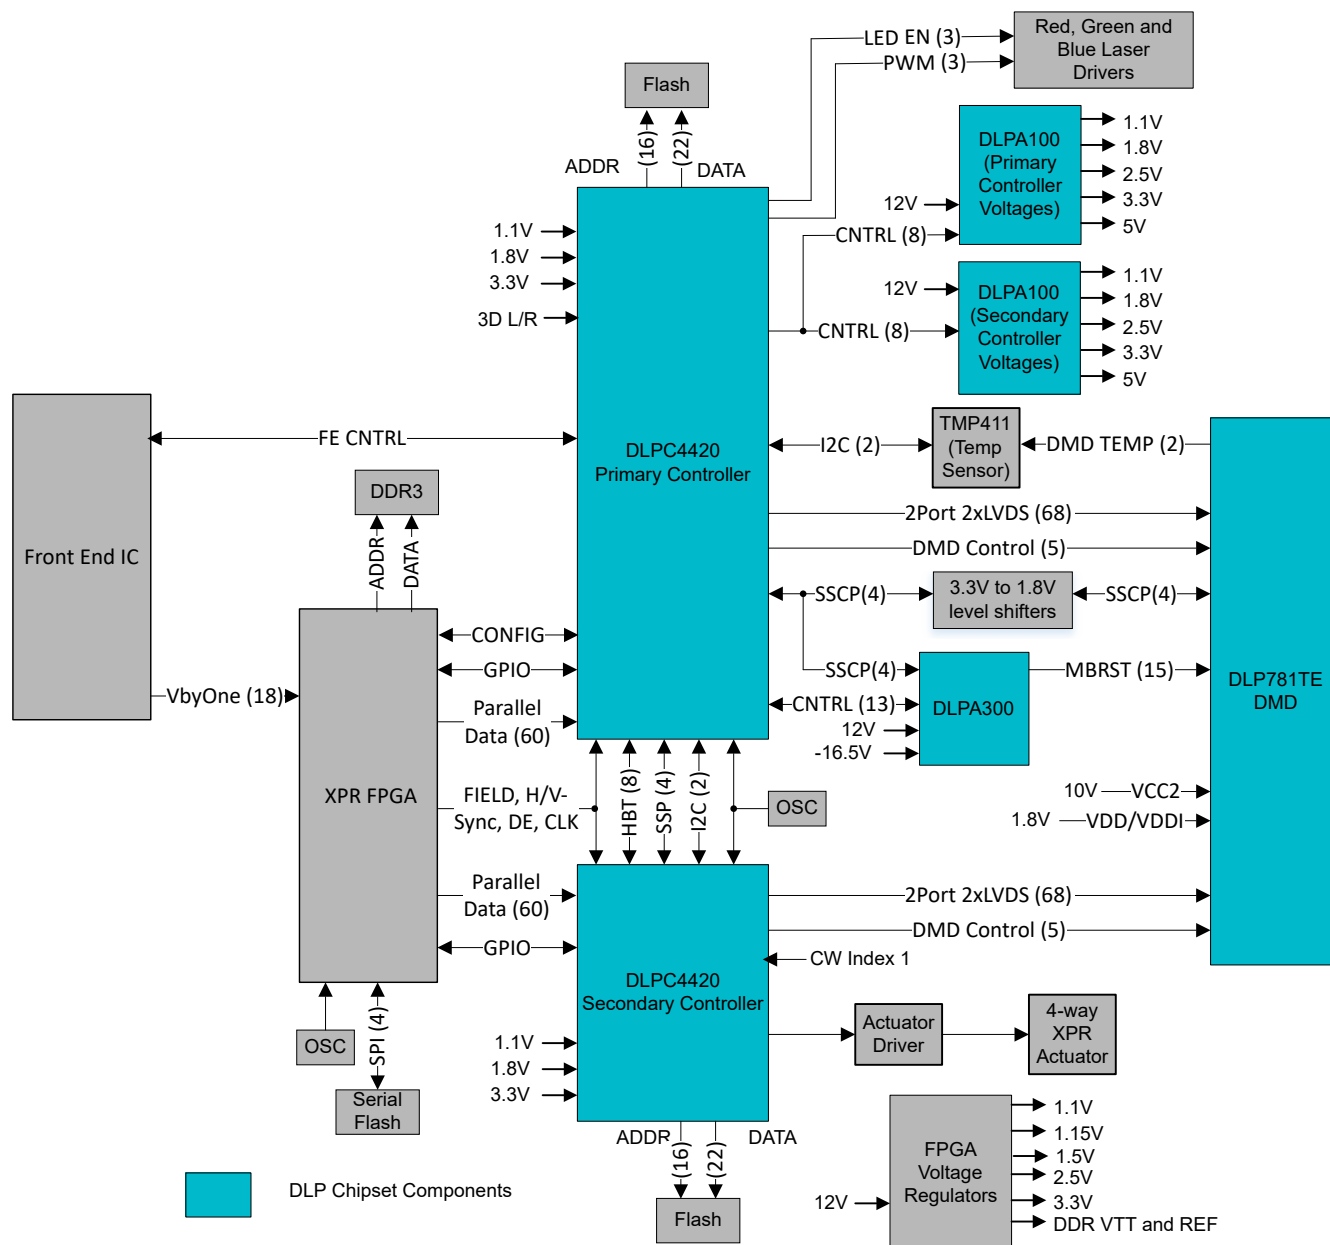 LED EN (3)
PWM (3)
Red, Green and
Blue Laser
Drivers
Flash
ADDR
(16)
(22)
DATA
DLPA100
(Primary
Controller
Voltages)
12V
CNTRL (8)
1.1V
1.8V
2.5V
3.3V
5V
1.1V
1.8V
3.3V
3D L/R
DLPA100
(Secondary
Controller
Voltages)
12V
CNTRL (8)
1.1V
1.8V
2.5V
3.3V
5V
FE CNTRL
DLPC4420
Primary Controller
I2C (2)
TMP411
(Temp
Sensor)
DMD TEMP (2)
DDR3
ADDR
DATA
Front End IC
2Port 2xLVDS (68)
DMD Control (5)
SSCP(4)
3.3V to 1.8V
level shifters
SSCP(4)
CONFIG
GPIO
SSCP(4)
MBRST (15)
DLP781TE
DMD
VbyOne (18)
Parallel
Data (60)
CNTRL (13)
DLPA300
12V
-16.5V
XPR FPGA
FIELD, H/V-
Sync, DE, CLK
HBT (8)
SSP (4)
I2C (2)
OSC
10V
VCC2
1.8V
VDD/VDDI
Parallel
Data (60)
2Port 2xLVDS (68)
DMD Control (5)
GPIO
CW Index 1
DLPC4420
Secondary Controller
OSC
SPI (4)
Serial
Flash
1.1V
1.8V
3.3V
Actuator
Driver
4-way
XPR
Actuator
ADDR
(16)
(22)
DATA
Flash
FPGA
Voltage
Regulators
12V
1.1V
1.15V
1.5V
2.5V
3.3V
DDR VTT and REF
DLP Chipset Components